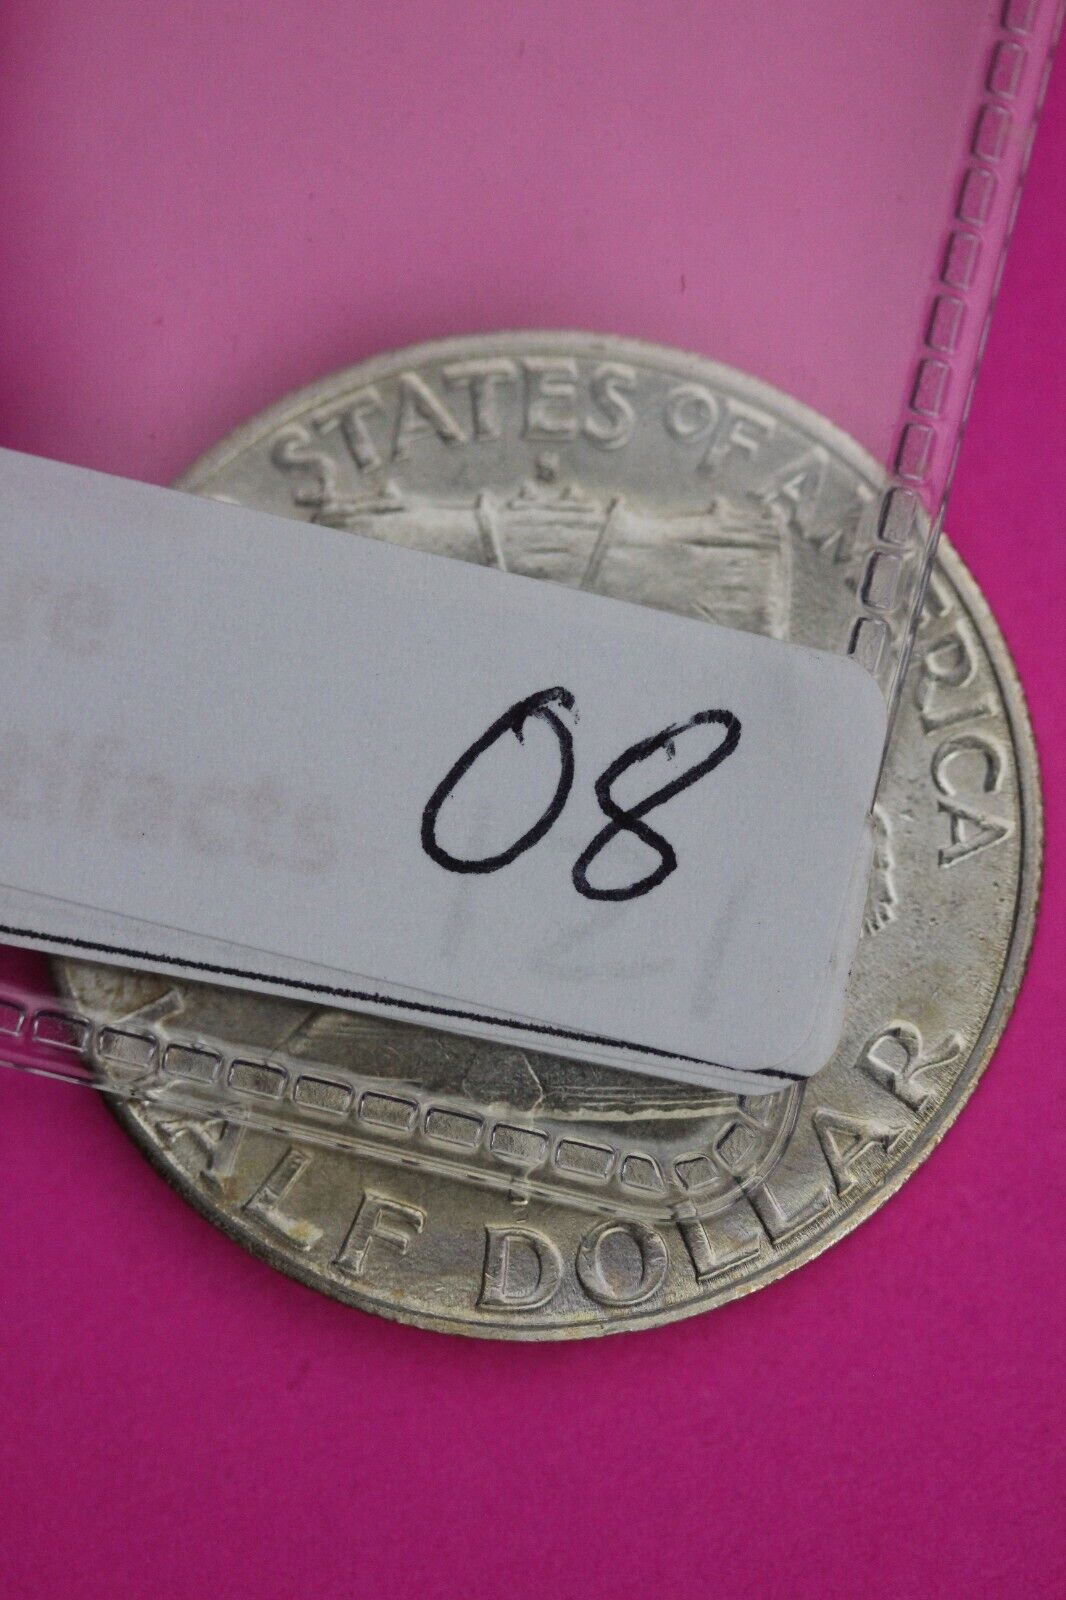 STATES OF AMERICA
S
08
HALF DOLLAR